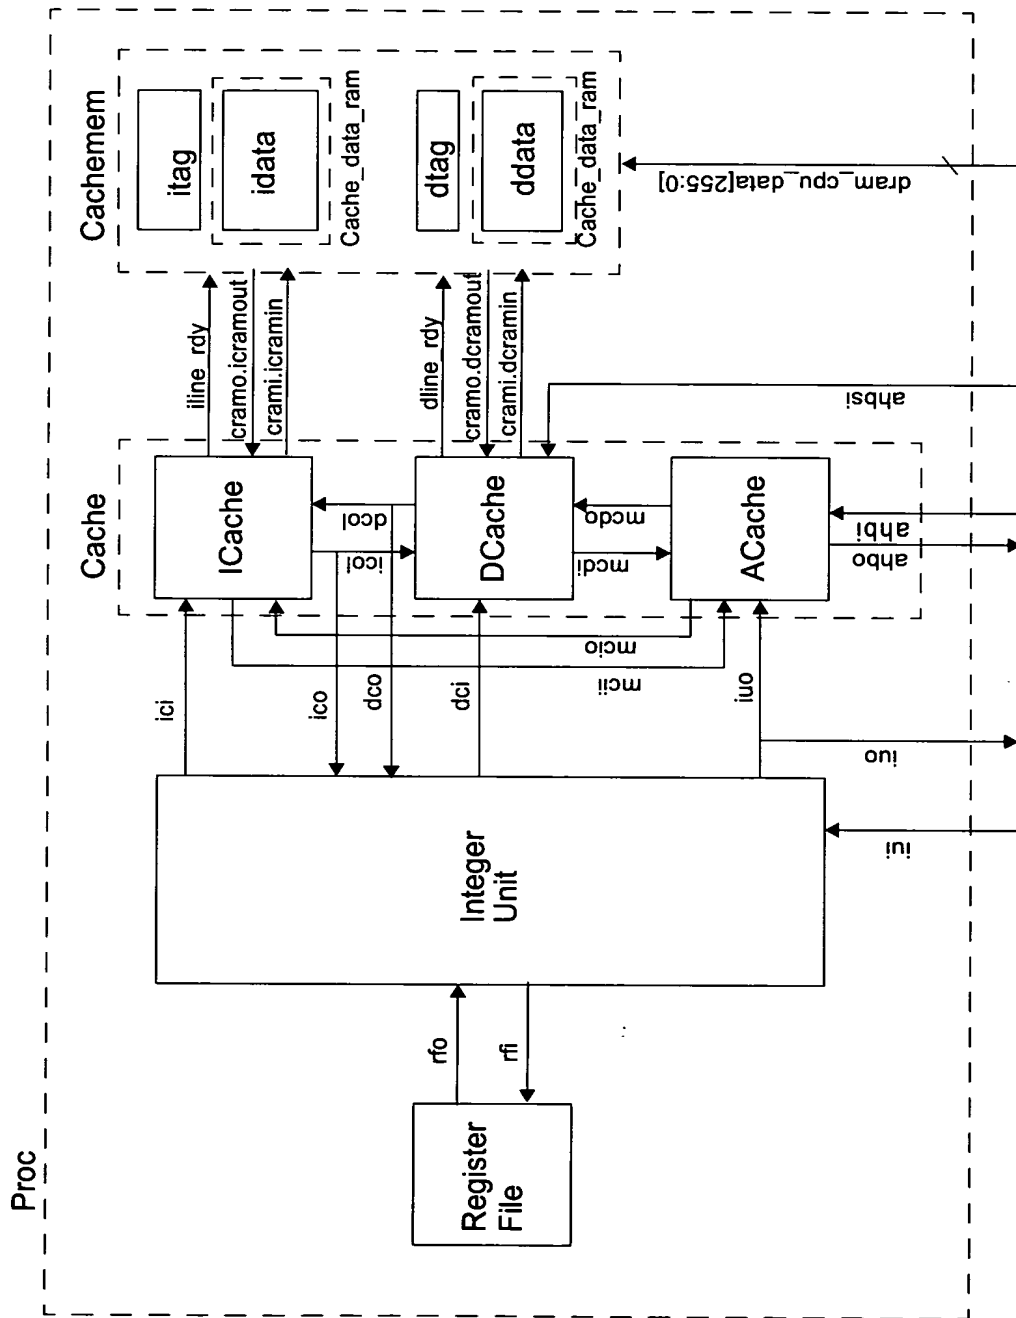 Proc
Register
File
rfo
rfi
Integer
Unit
iui
iuo
iuo
ici
ico
dco
dci
mcii
mcio
Cache
ICache
icol
dcol
DCache
mcdi
mcdo
ACache
ahbo
ahbi
ahbsi
iline_rdy
cramo.icramout
crami.icramin
dline_rdy
cramo.dcramout
crami.dcramin
Cachemem
itag
idata
Cache_data_ram
dtag
ddata
Cache_data_ram
dram_cpu_data[255:0]